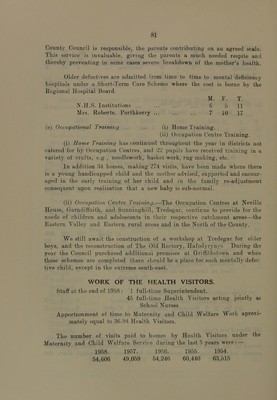 81
County Council is responsible, the parents contributing on an agreed scale.
This service is invaluable, giving the parents a much needed respite and
thereby preventing in some cases severe breakdown of the mother's health.
Older defectives are admitted from time to time to mental deficiency
hospitals under a Short-Term Care Scheme where the cost is borne by the
Regional Hospital Board.
M. F. T.
N.H.S. Institutions ... 6 5 11
Mrs. Roberts, Porthkerry ... 7 10 17
(e) Occupational Training ... (i) Home Training.
(ii) Occupation Centre Training.
(i) Home Training has continued throughout the year in districts not
catered for by Occupation Centres, and pupils have received training in a
variety of crafts, e.g., needlework, basket work, rug making, etc.
In addition to homes, making 274 visits, have been made where there
is a young handicapped child and the mother advised, supported and encour-
aged in the early training of her child and in the family re-adjustment
consequent upon realisation that a new baby is sub-normal.
(ii) Occupation Centre Training.—The Occupation Centres at Nevills
House, Garndiffaith, and Sunninghill, Tredegar, continue to provide for the
needs of children and adolescents in their respective catchment areas—the
Eastern Valley and Eastern rural areas and in the North of the County.
We still await the construction of a workshop at Tredegar for older
boys, and the reconstruction of The Old Rectory, During the
year the Council purchased additional premises at Griffithstown and when
these schemes are completed there should be a place for each mentally defec-
tive child, except in the extreme south-east.
WORK OF THE HEALTH VISITORS.
Staff at the end of 1958: 1 full-time Superintendent.
45 full-time Health Visitors acting jointly as
School Nurses
Apportionment of time to Maternity and Child Welfare Work approxi-
mately equal to 36.94 Health Visitors.
The number of visits paid to homes by Health Visitors under the
Maternity and Child Welfare Service during the last 5 years were:—
1958. 1957. 1956. 1955. 1954.
54,606 49,059 54,240 60,443 63,515